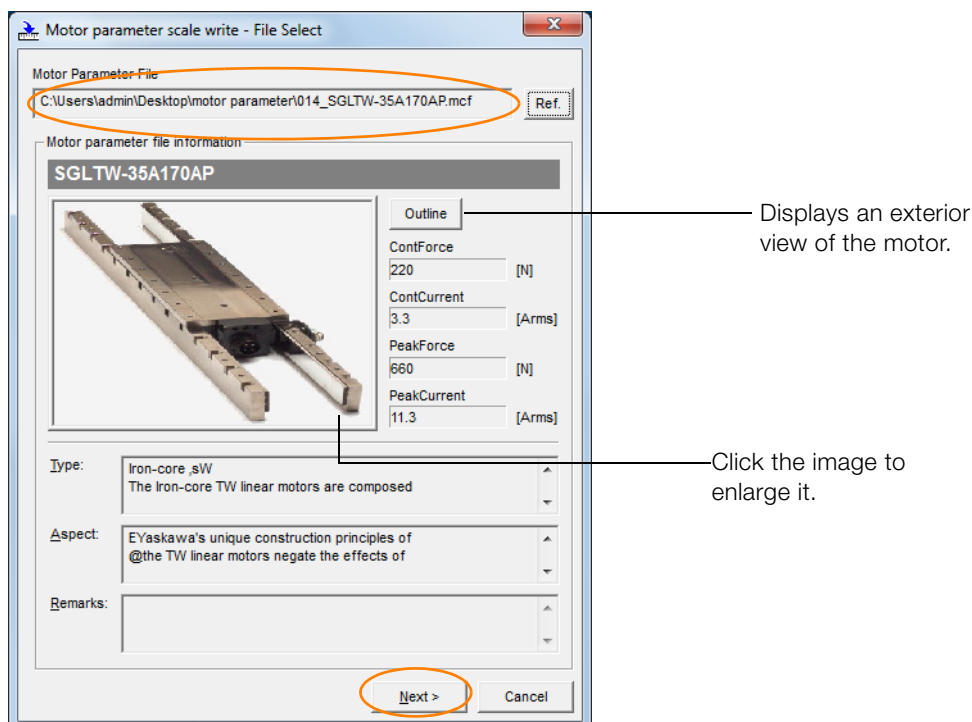 Motor parameter scale write - File Select
x
Motor Parameter File
C:\Users\admin\Desktop\motor parameter\014_SGLTW-35A170AP.mcf
Ref.
Motor parameter file information
SGLTW-35A170AP
Outline
Displays an exterior
view of the motor.
ContForce
220 [N]
ContCurrent
3.3 [Arms]
PeakForce
660 [N]
PeakCurrent
11.3 [Arms]
Click the image to
enlarge it.
Type:
Iron-core ,sW
The Iron-core TW linear motors are composed
Aspect:
EYaskawa's unique construction principles of
@the TW linear motors negate the effects of
Remarks:
Next >
Cancel